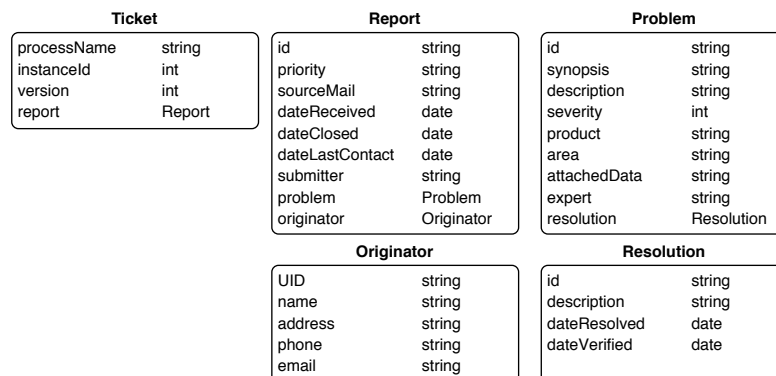 Ticket
processName string
instanceId int
version int
report Report
Report
id string
priority string
sourceMail string
dateReceived date
dateClosed date
dateLastContact date
submitter string
problem Problem
originator Originator
Problem
id string
synopsis string
description string
severity int
product string
area string
attachedData string
expert string
resolution Resolution
Originator
UID string
name string
address string
phone string
email string
Resolution
id string
description string
dateResolved date
dateVerified date